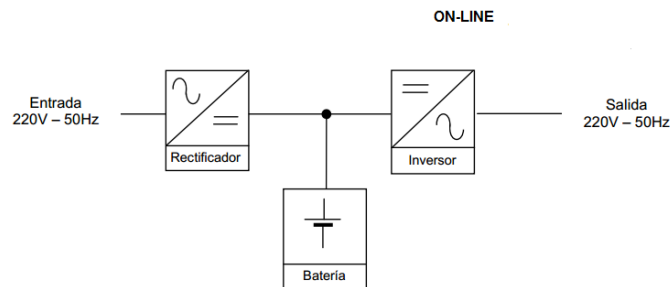 ON-LINE
Entrada
220V – 50Hz
Rectificador
Inversor
Salida
220V – 50Hz
Batería